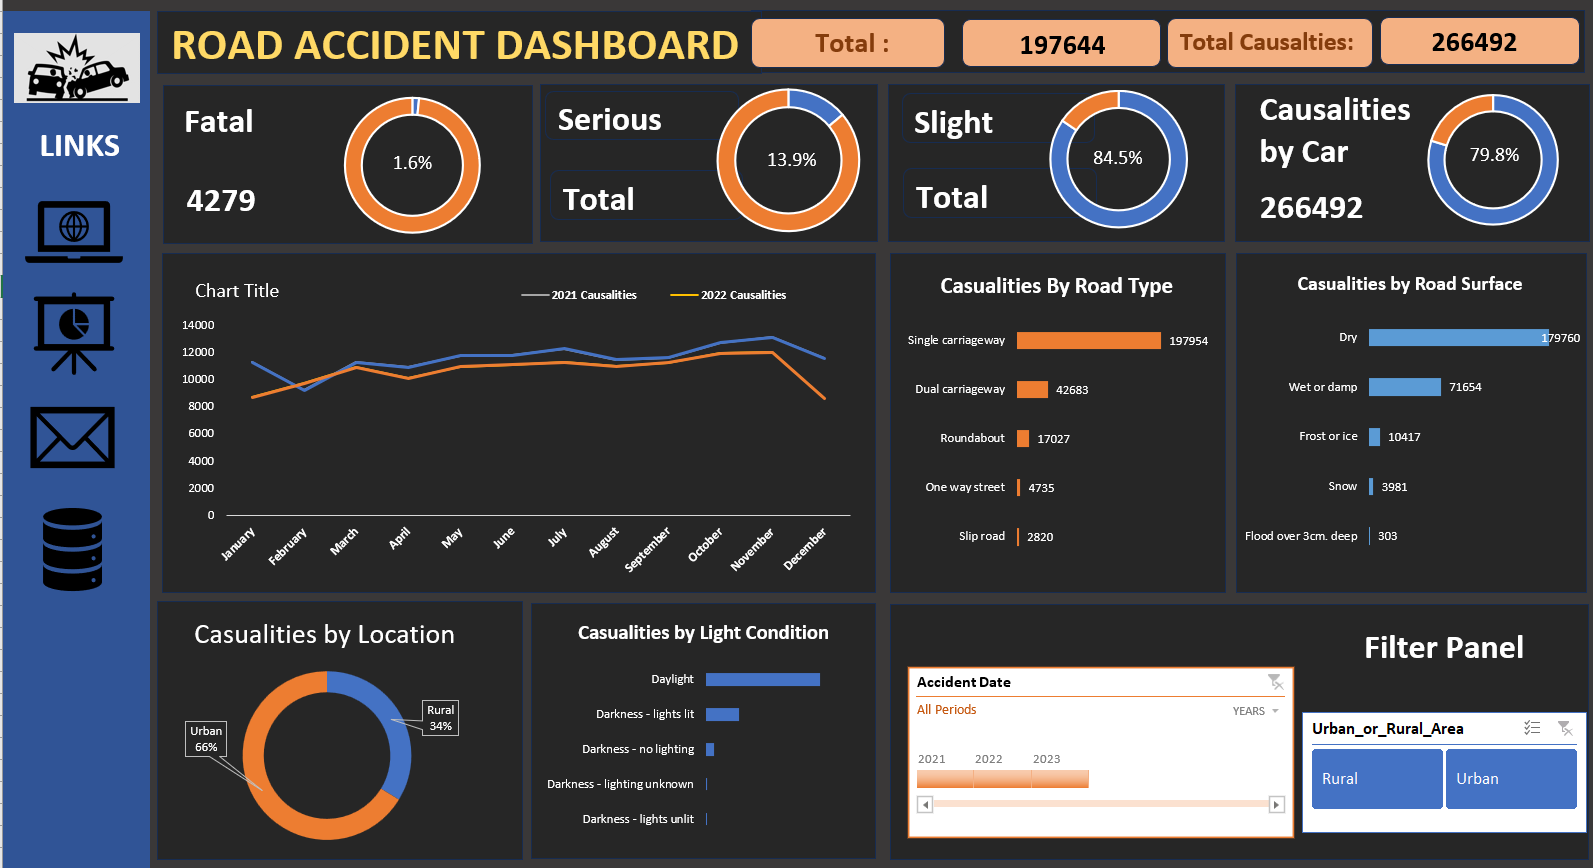 ROAD ACCIDENT DASHBOARD
Total :
197644
Total Causalties:
266492
LINKS
Fatal
4279
1.6%
Serious
Total
13.9%
Slight
Total
84.5%
Causalities
by Car
266492
79.8%
Chart Title
2021 Causalities
2022 Causalities
14000
12000
10000
8000
6000
4000
2000
0
January
February
March
April
May
June
July
August
September
October
November
December
Casualities By Road Type
Single carriageway
197954
Dual carriageway
42683
Roundabout
17027
One way street
4735
Slip road
2820
Casualities by Road Surface
Dry
179760
Wet or damp
71654
Frost or ice
10417
Snow
3981
Flood over 3cm. deep
303
Casualities by Location
Rural
34%
Urban
66%
Casualities by Light Condition
Daylight
Darkness - lights lit
Darkness - no lighting
Darkness - lighting unknown
Darkness - lights unlit
Filter Panel
Accident Date
All Periods
YEARS
2021 2022 2023
Urban_or_Rural_Area
Rural
Urban